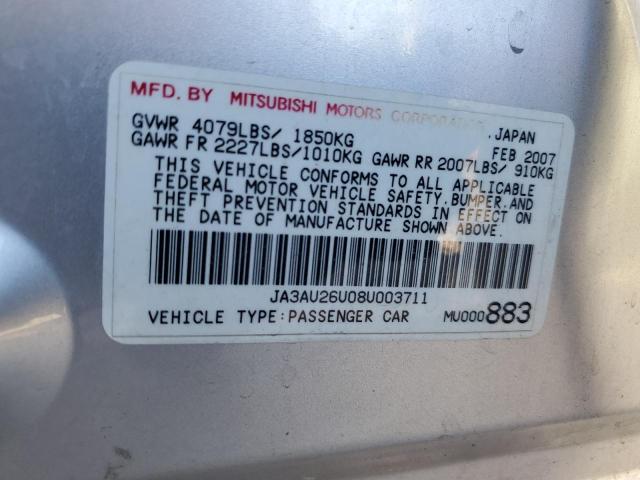 MFD. BY MITSUBISHI MOTORS CORPORATION, JAPAN
GVWR 4079LBS/ 1850KG FEB 2007
GAWR FR 2227LBS/1010KG GAWR RR 2007LBS/ 910KG
THIS VEHICLE CONFORMS TO ALL APPLICABLE
FEDERAL MOTOR VEHICLE SAFETY,BUMPER,AND
THEFT PREVENTION STANDARDS IN EFFECT ON
THE DATE OF MANUFACTURE SHOWN ABOVE.
JA3AU26U08U003711
VEHICLE TYPE:PASSENGER CAR MU000883